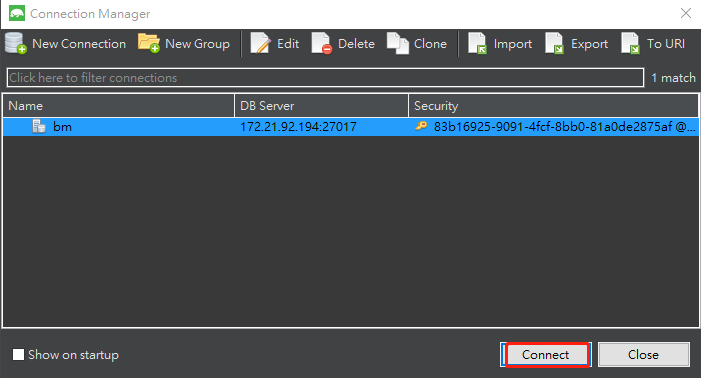 Connection Manager
New Connection New Group Edit Delete Clone Import Export To URI
Click here to filter connections 1 match
Name DB Server Security
bm 172.21.92.194:27017 83b16925-9091-4fcf-8bb0-81a0de2875af @...
Show on startup Connect Close